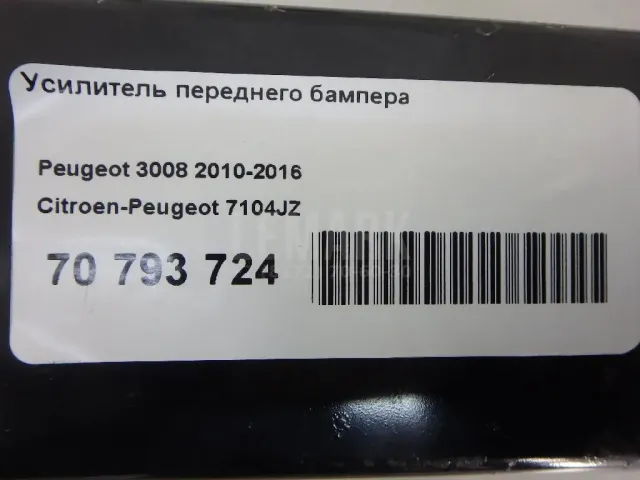 Усилитель переднего бампера
Peugeot 3008 2010-2016
Citroen-Peugeot 7104JZ
70 793 724